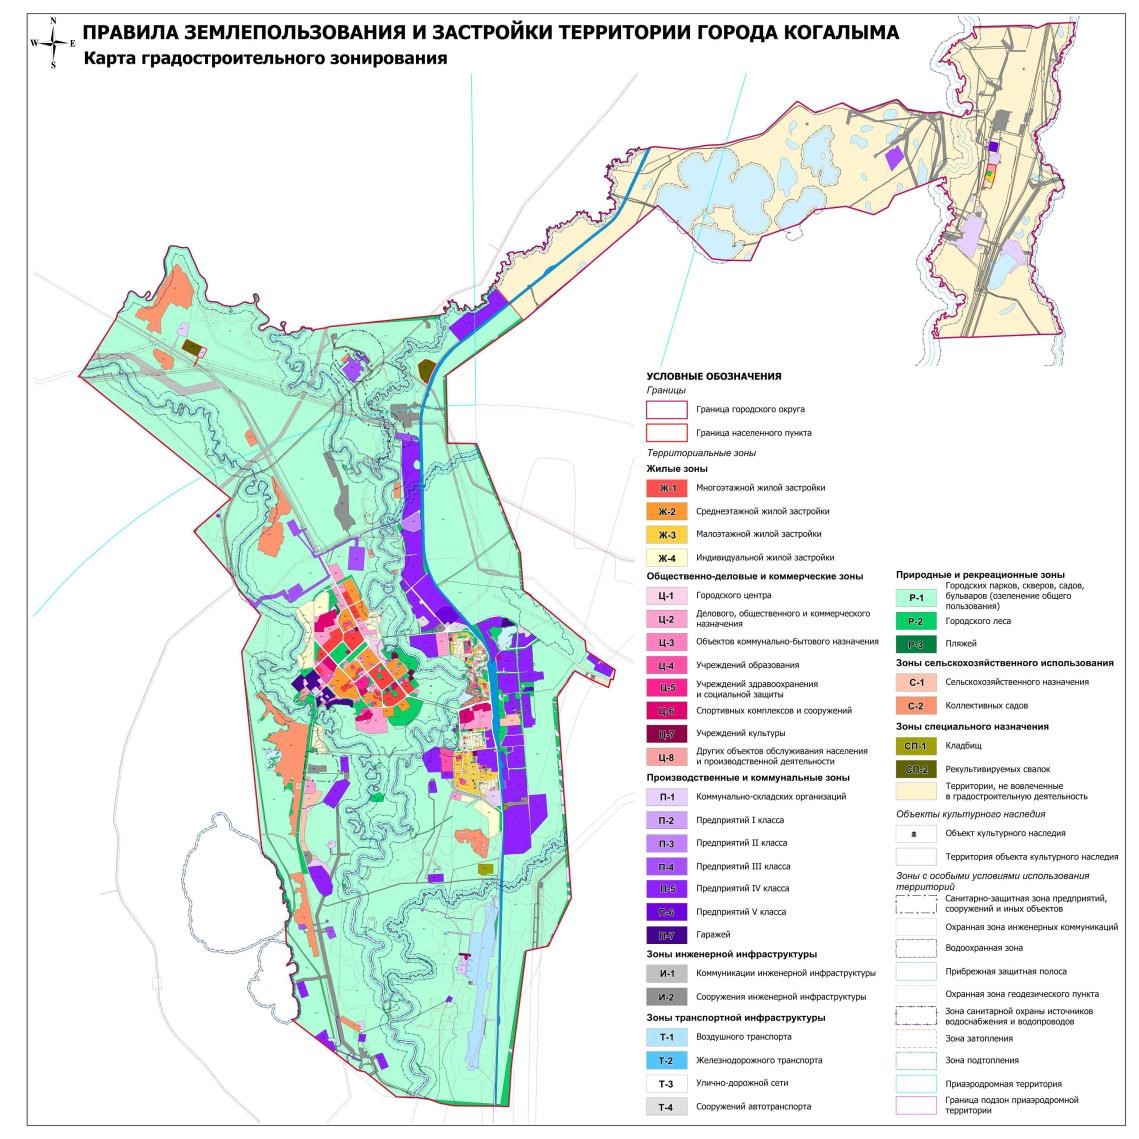 ПРАВИЛА ЗЕМЛЕПОЛЬЗОВАНИЯ И ЗАСТРОЙКИ ТЕРРИТОРИИ ГОРОДА КОГАЛЫМА
Карта градостроительного зонирования
N
W E
S
УСЛОВНЫЕ ОБОЗНАЧЕНИЯ
Границы
Граница городского округа
Граница населенного пункта
Территориальные зоны
Жилые зоны
Ж-1 Многоэтажной жилой застройки
Ж-2 Среднеэтажной жилой застройки
Ж-3 Малоэтажной жилой застройки
Ж-4 Индивидуальной жилой застройки
Общественно-деловые и коммерческие зоны
Ц-1 Городского центра
Ц-2 Делового, общественного и коммерческого
назначения
Ц-3 Объектов коммунально-бытового назначения
Ц-4 Учреждений образования
Ц-5 Учреждений здравоохранения
и социальной защиты
Ц-6 Спортивных комплексов и сооружений
Ц-7 Учреждений культуры
Ц-8 Других объектов обслуживания населения
и производственной деятельности
Производственные и коммунальные зоны
П-1 Коммунально-складских организаций
П-2 Предприятий I класса
П-3 Предприятий II класса
П-4 Предприятий III класса
П-5 Предприятий IV класса
П-6 Предприятий V класса
П-7 Гаражей
Зоны инженерной инфраструктуры
И-1 Коммуникации инженерной инфраструктуры
И-2 Сооружения инженерной инфраструктуры
Зоны транспортной инфраструктуры
Т-1 Воздушного транспорта
Т-2 Железнодорожного транспорта
Т-3 Улично-дорожной сети
Т-4 Сооружений автотранспорта
Природные и рекреационные зоны
Р-1 Городских парков, скверов, садов,
бульваров (озеленение общего
пользования)
Р-2 Городского леса
Р-3 Пляжей
Зоны сельскохозяйственного использования
С-1 Сельскохозяйственного назначения
С-2 Коллективных садов
Зоны специального назначения
СП-1 Кладбищ
СП-2 Рекультивируемых свалок
Территории, не вовлеченные
в градостроительную деятельность
Объекты культурного наследия
Объект культурного наследия
Территория объекта культурного наследия
Зоны с особыми условиями использования
территорий
Санитарно-защитная зона предприятий,
сооружений и иных объектов
Охранная зона инженерных коммуникаций
Водоохранная зона
Прибрежная защитная полоса
Охранная зона геодезического пункта
Зона санитарной охраны источников
водоснабжения и водопроводов
Зона затопления
Зона подтопления
Приаэродромная территория
Граница подзон приаэродромной
территории